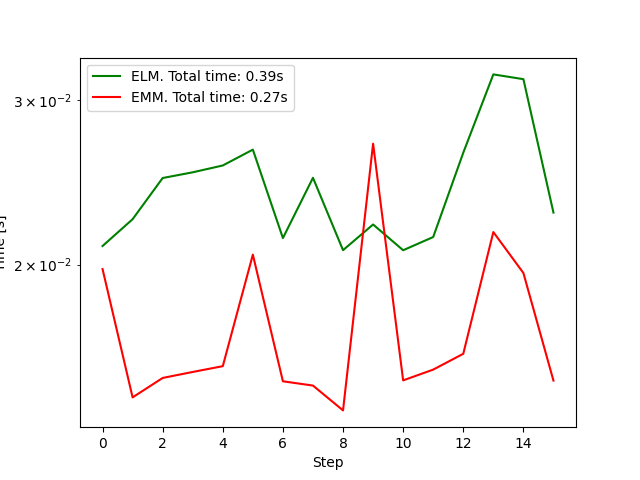 ELM. Total time: 0.39s
EMM. Total time: 0.27s
3 × 10⁻²
2 × 10⁻²
Time [s]
0 2 4 6 8 10 12 14
Step